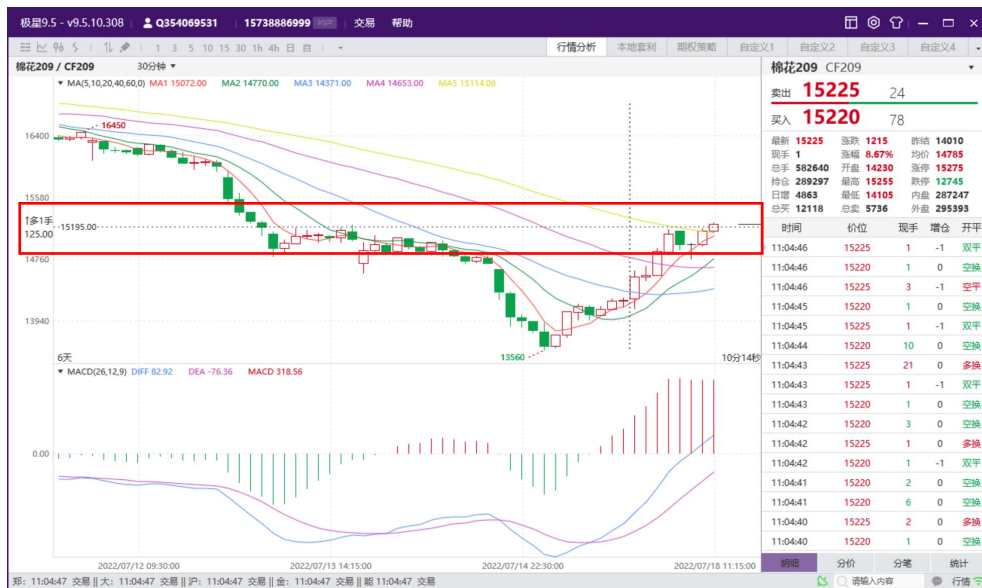 极星9.5 - v9.5.10.308 Q354069531 15738886999 交易 帮助
1 3 5 10 15 30 1h 4h 日 行情分析 本地套利 期权策略 自定义1 自定义2 自定义3 自定义4
棉花209 / CF209 30分钟
棉花209 CF209
MA(5,10,20,40,60,0) MA1 15072.00 MA2 14770.00 MA3 14371.00 MA4 14653.00 MA5 15114.08
卖出 15225 24
买入 15220 78
最新 15225 涨跌 1215 昨结 14010
现手 1 涨幅 8.67% 均价 14785
总手 582640 开盘 14230 涨停 15275
持仓 289297 最高 15255 跌停 12745
日增 4863 最低 14105 内盘 287247
总买 12118 总卖 5736 外盘 295393
16450
16400
15580
多1手
125.00
15195.00
14760
13940
13560
6天
10分14秒
MACD(26,12,9) DIFF 82.92 DEA -76.36 MACD 318.56
0.00
2022/07/12 09:30:00 2022/07/13 14:15:00 2022/07/14 22:30:00 2022/07/18 11:15:00
时间 价位 现手 增仓 开平
11:04:46 15225 1 -1 双平
11:04:46 15220 1 0 空换
11:04:46 15225 3 -1 空平
11:04:45 15220 1 0 空换
11:04:45 15225 1 -1 双平
11:04:44 15220 10 0 空换
11:04:43 15225 21 0 多换
11:04:43 15225 1 -1 双平
11:04:43 15220 1 0 空换
11:04:42 15220 3 0 空换
11:04:42 15225 1 0 多换
11:04:42 15220 1 -1 双平
11:04:41 15220 2 0 空换
11:04:41 15220 6 0 空换
11:04:40 15225 2 0 多换
11:04:40 15220 1 0 空换
明细 分价 分笔 统计
郑: 11:04:47 交易 || 大: 11:04:47 交易 || 沪: 11:04:47 交易 || 金: 11:04:47 交易 || 能 11:04:47 交易 请输入内容 行情